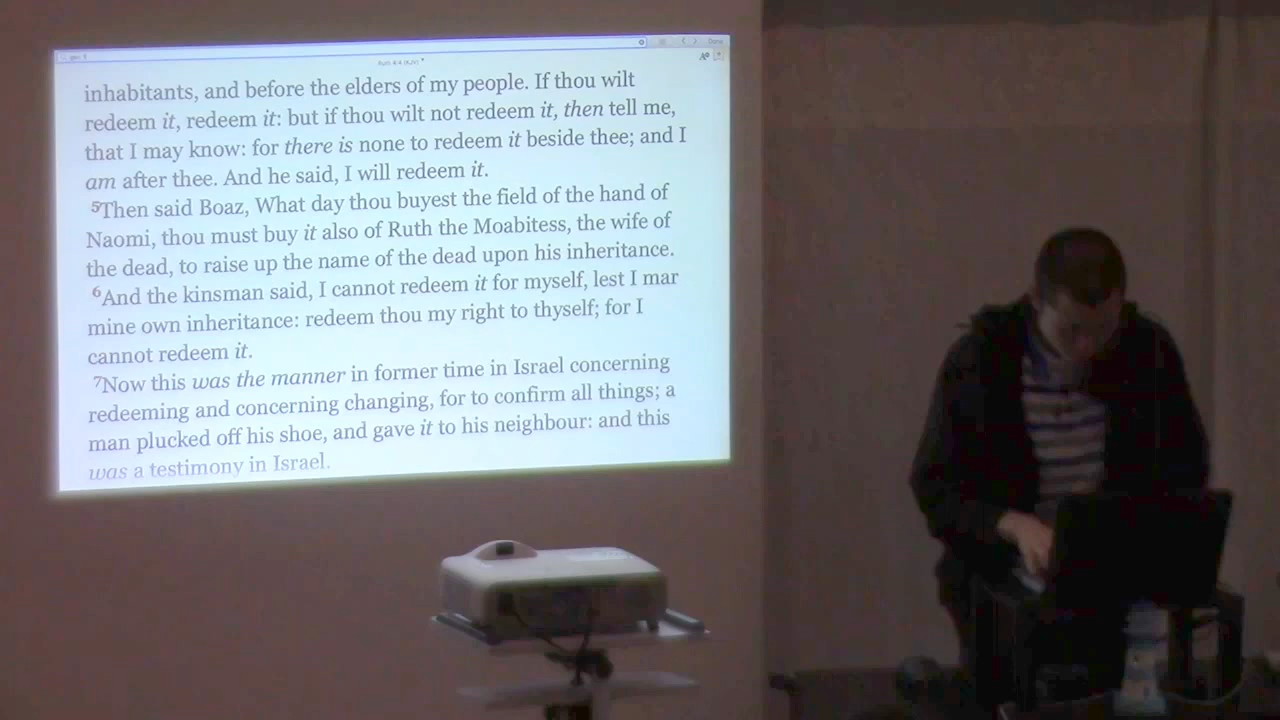 gen 1
Done
Ruth 4:4 (KJV)
inhabitants, and before the elders of my people. If thou wilt
redeem it, redeem it: but if thou wilt not redeem it, then tell me,
that I may know: for there is none to redeem it beside thee; and I
am after thee. And he said, I will redeem it.
5Then said Boaz, What day thou buyest the field of the hand of
Naomi, thou must buy it also of Ruth the Moabitess, the wife of
the dead, to raise up the name of the dead upon his inheritance.
6And the kinsman said, I cannot redeem it for myself, lest I mar
mine own inheritance: redeem thou my right to thyself; for I
cannot redeem it.
7Now this was the manner in former time in Israel concerning
redeeming and concerning changing, for to confirm all things; a
man plucked off his shoe, and gave it to his neighbour: and this
was a testimony in Israel.